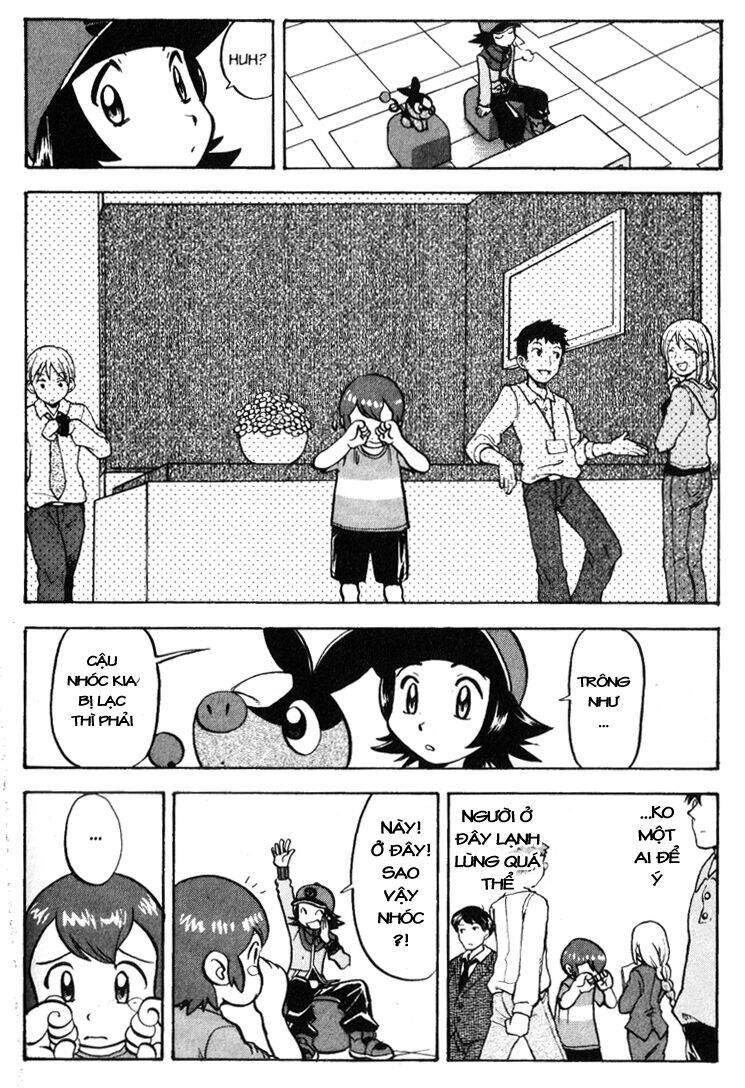 HUH?
TRÔNG
NHƯ
...
CẬU
NHÓC KIA
BỊ LẠC
THÌ PHẢI
...KO
MỘT
AI ĐỂ
Ý
NGƯỜI Ở
ĐÂY LẠNH
LÙNG QUÁ
THỂ
NÀY!
Ở ĐÂY!
SAO
VẬY
NHÓC
?!
...